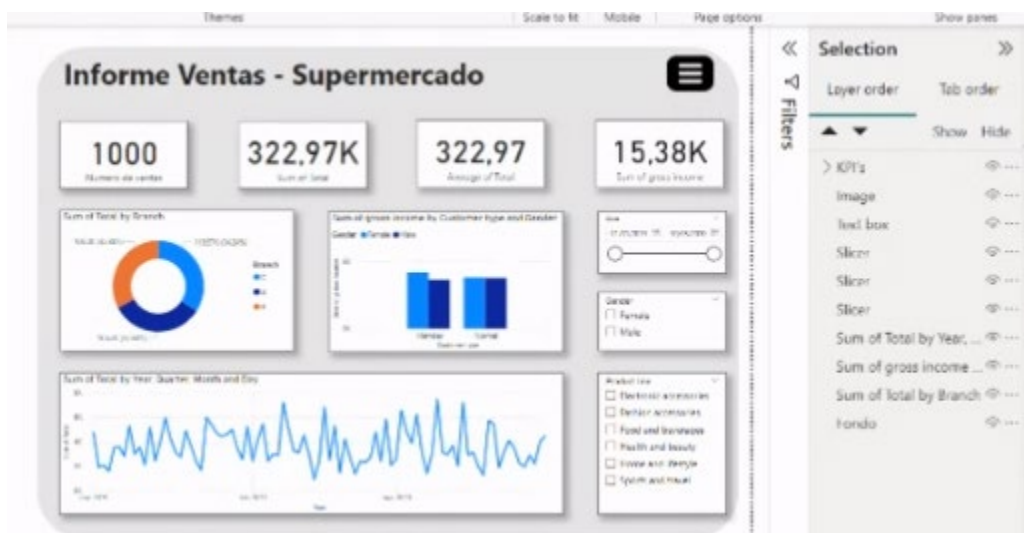 Themes
Scale to fit
Mobile
Page options
Show panes
Informe Ventas - Supermercado
1000
Numero de ventas
322,97K
Sum of Total
322,97
Average of Total
15,38K
Sum of gross income
Sum of Total by Branch
Branch
Sum of gross income by Customer type and Gender
Gender Female Male
Gender
Female
Male
Sum of Total by Year, Quarter, Month and Day
Product line
Electronic accessories
Fashion accessories
Food and beverages
Health and beauty
Home and lifestyle
Sports and travel
Filters
Selection
Layer order
Tab order
Show
Hide
KPI's
Image
Text box
Slicer
Slicer
Slicer
Sum of Total by Year, ...
Sum of gross income ...
Sum of Total by Branch
Fondo